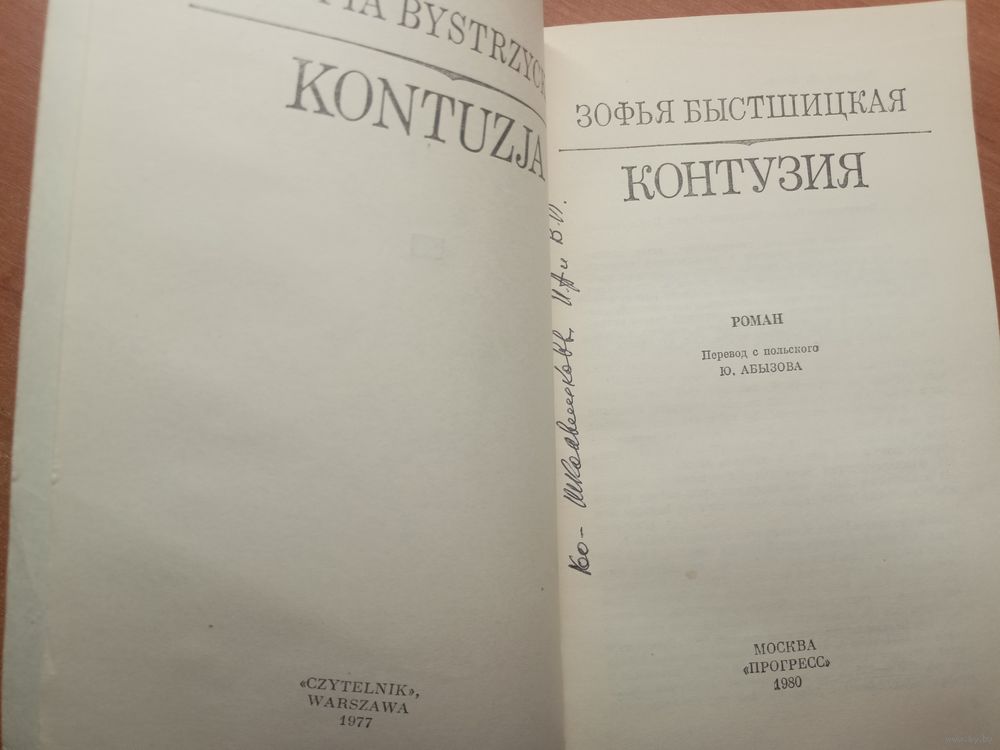 BYSTRZYC
KONTUZJA
«CZYTELNIK»,
WARSZAWA
1977
ЗОФЬЯ БЫСТШИЦКАЯ
КОНТУЗИЯ
РОМАН
Перевод с польского
Ю. АБЫЗОВА
И.А и В.И.
МОСКВА
«ПРОГРЕСС»
1980